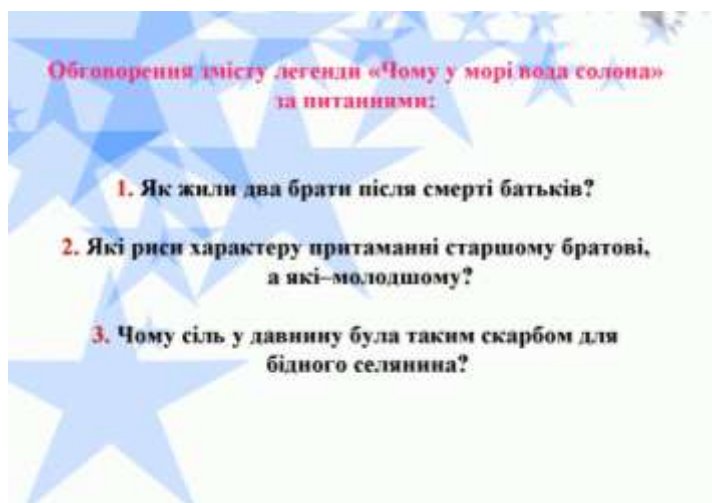 Обговорення змісту легенди «Чому у морі вода солона»
за питаннями:
1. Як жили два брати після смерті батьків?
2. Які риси характеру притаманні старшому братові,
а які–молодшому?
3. Чому сіль у давнину була таким скарбом для
бідного селянина?